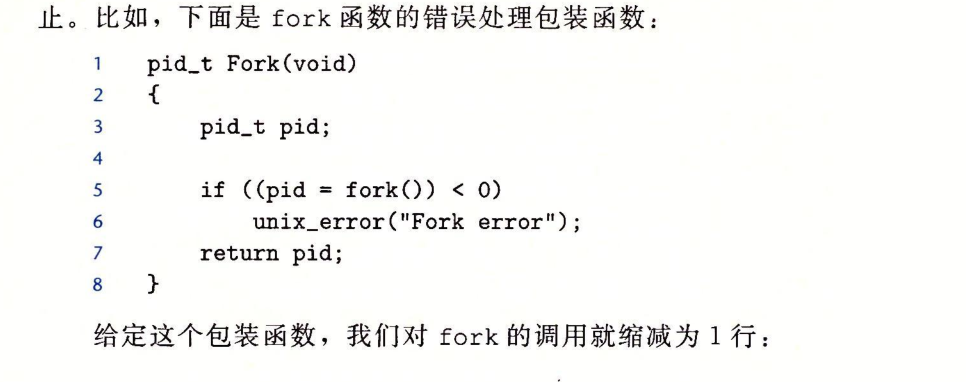 止。比如，下面是 fork 函数的错误处理包装函数：
1 pid_t Fork(void)
2 {
3     pid_t pid;
4
5     if ((pid = fork()) < 0)
6         unix_error("Fork error");
7     return pid;
8 }
给定这个包装函数，我们对 fork 的调用就缩减为 1 行：